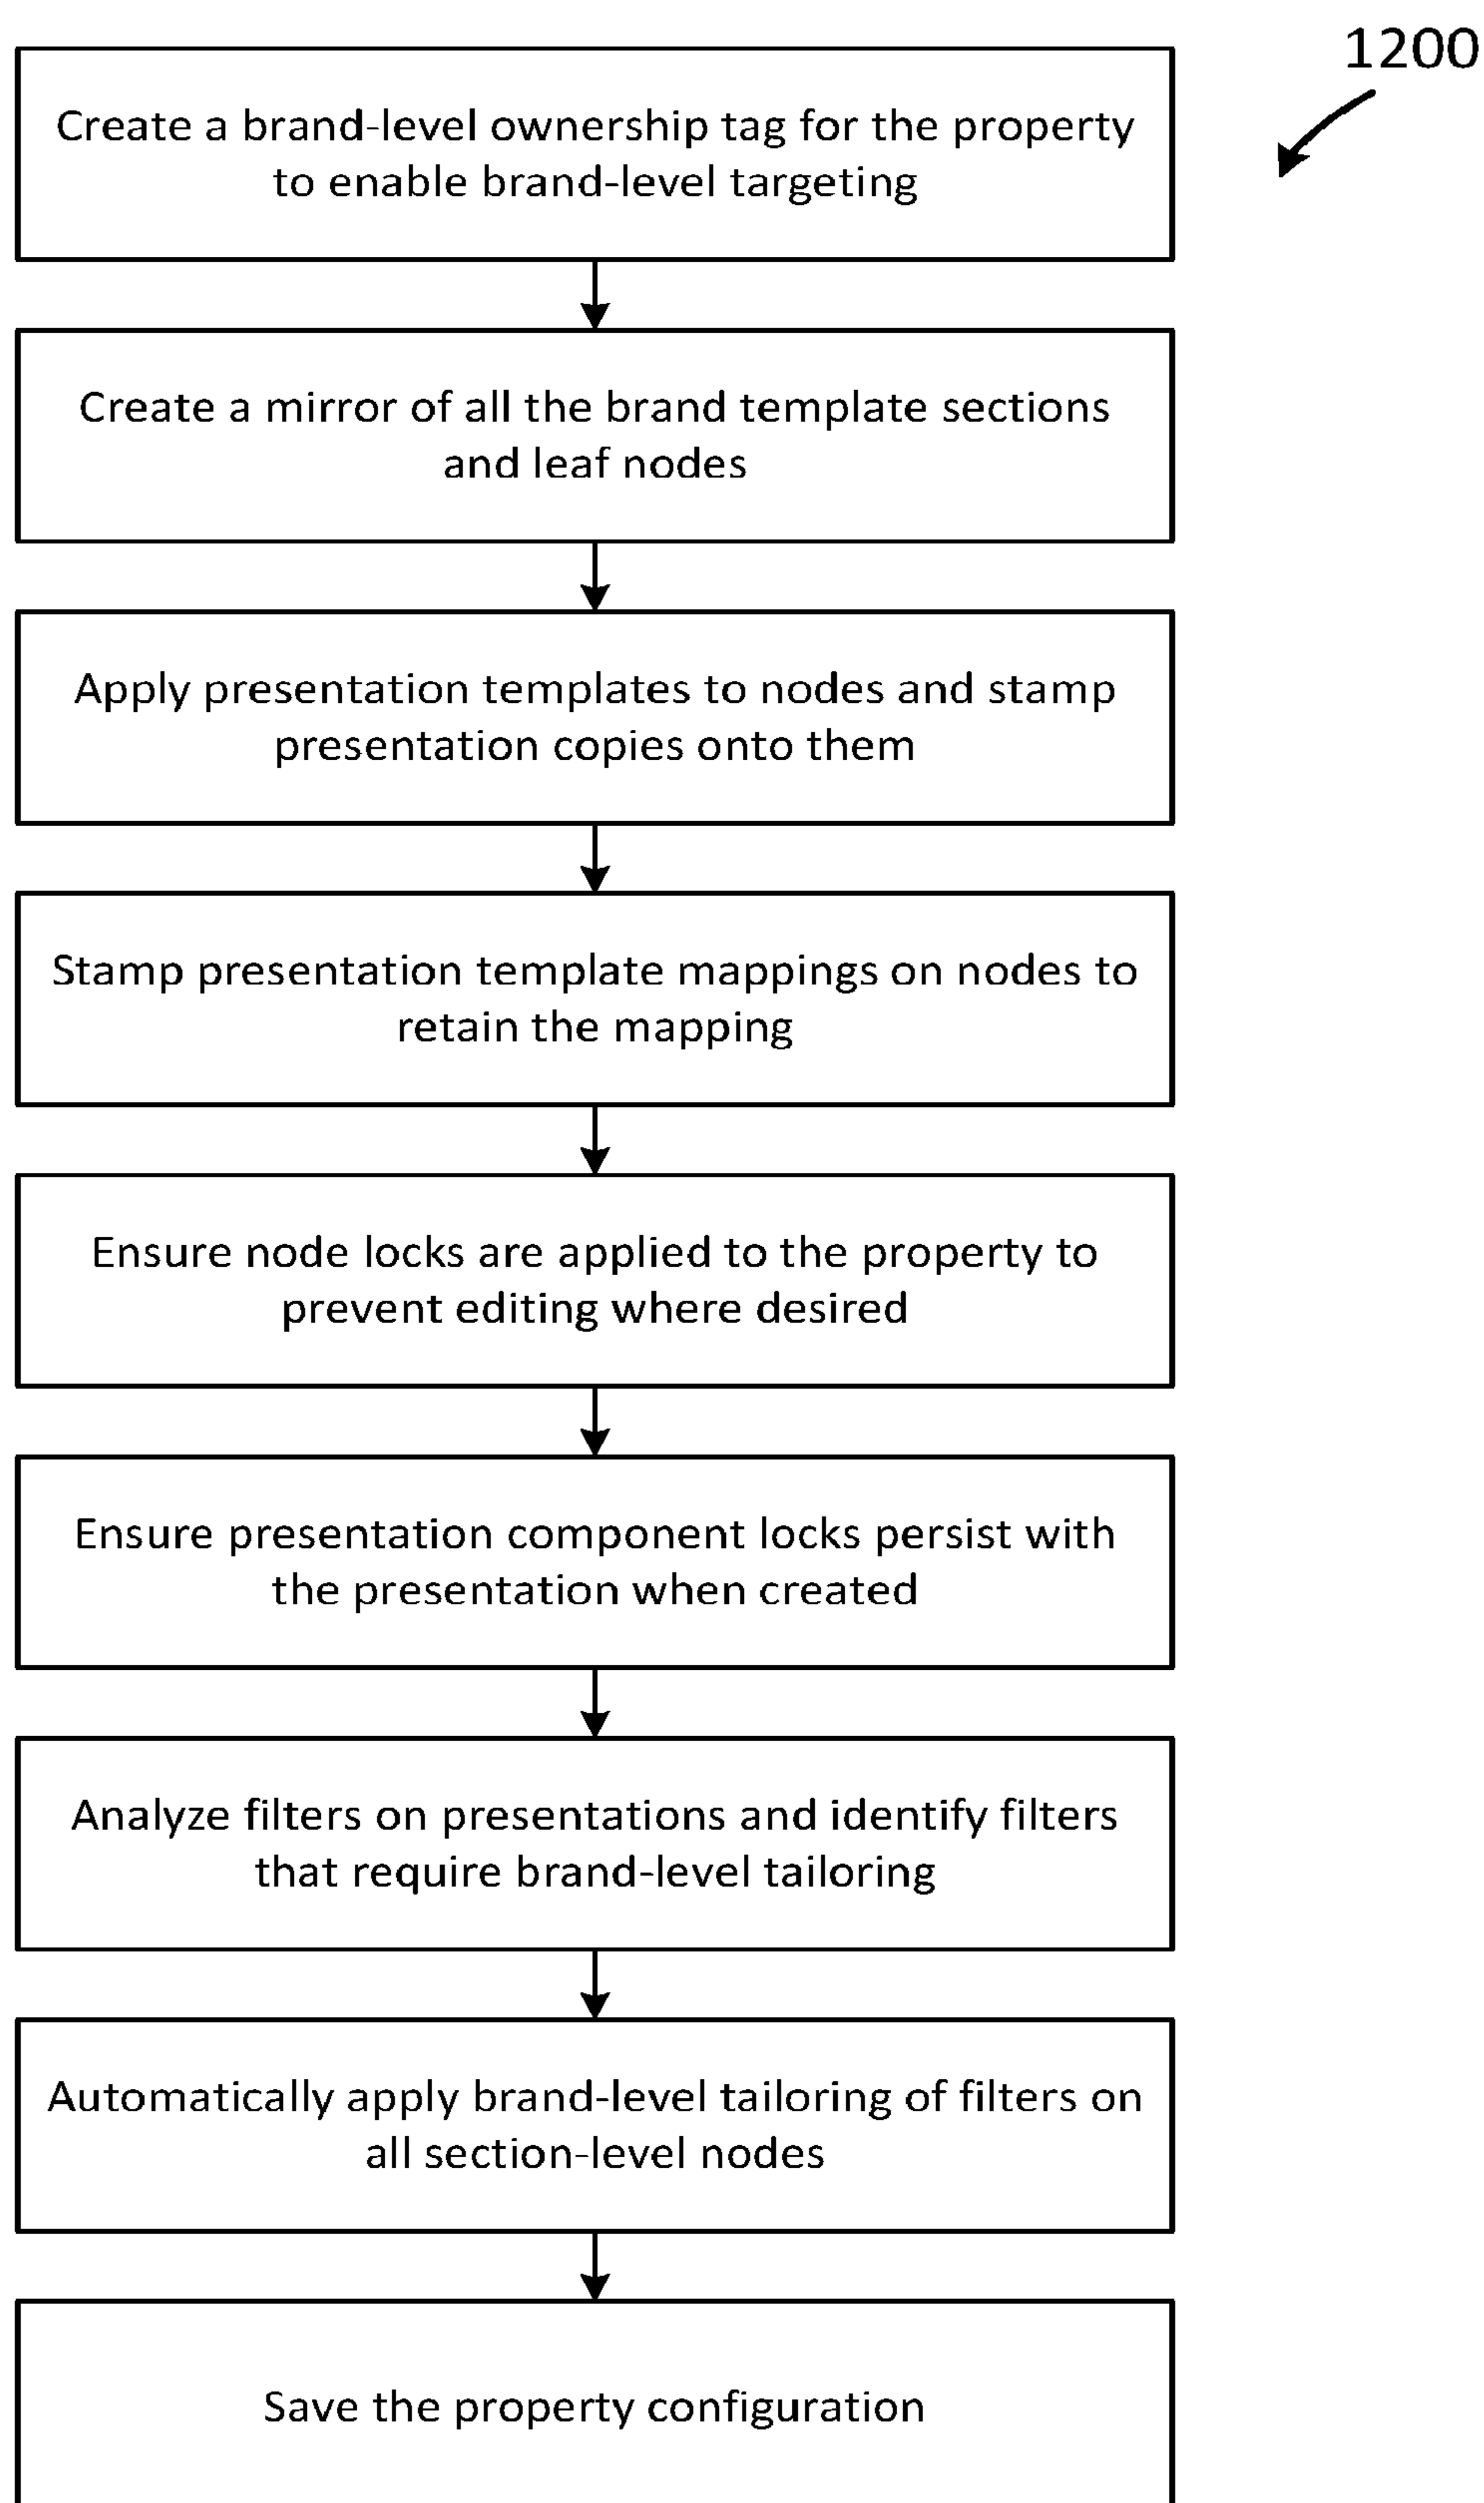 1200
Create a brand-level ownership tag for the property
to enable brand-level targeting
Create a mirror of all the brand template sections
and leaf nodes
Apply presentation templates to nodes and stamp
presentation copies onto them
Stamp presentation template mappings on nodes to
retain the mapping
Ensure node locks are applied to the property to
prevent editing where desired
Ensure presentation component locks persist with
the presentation when created
Analyze filters on presentations and identify filters
that require brand-level tailoring
Automatically apply brand-level tailoring of filters on
all section-level nodes
Save the property configuration